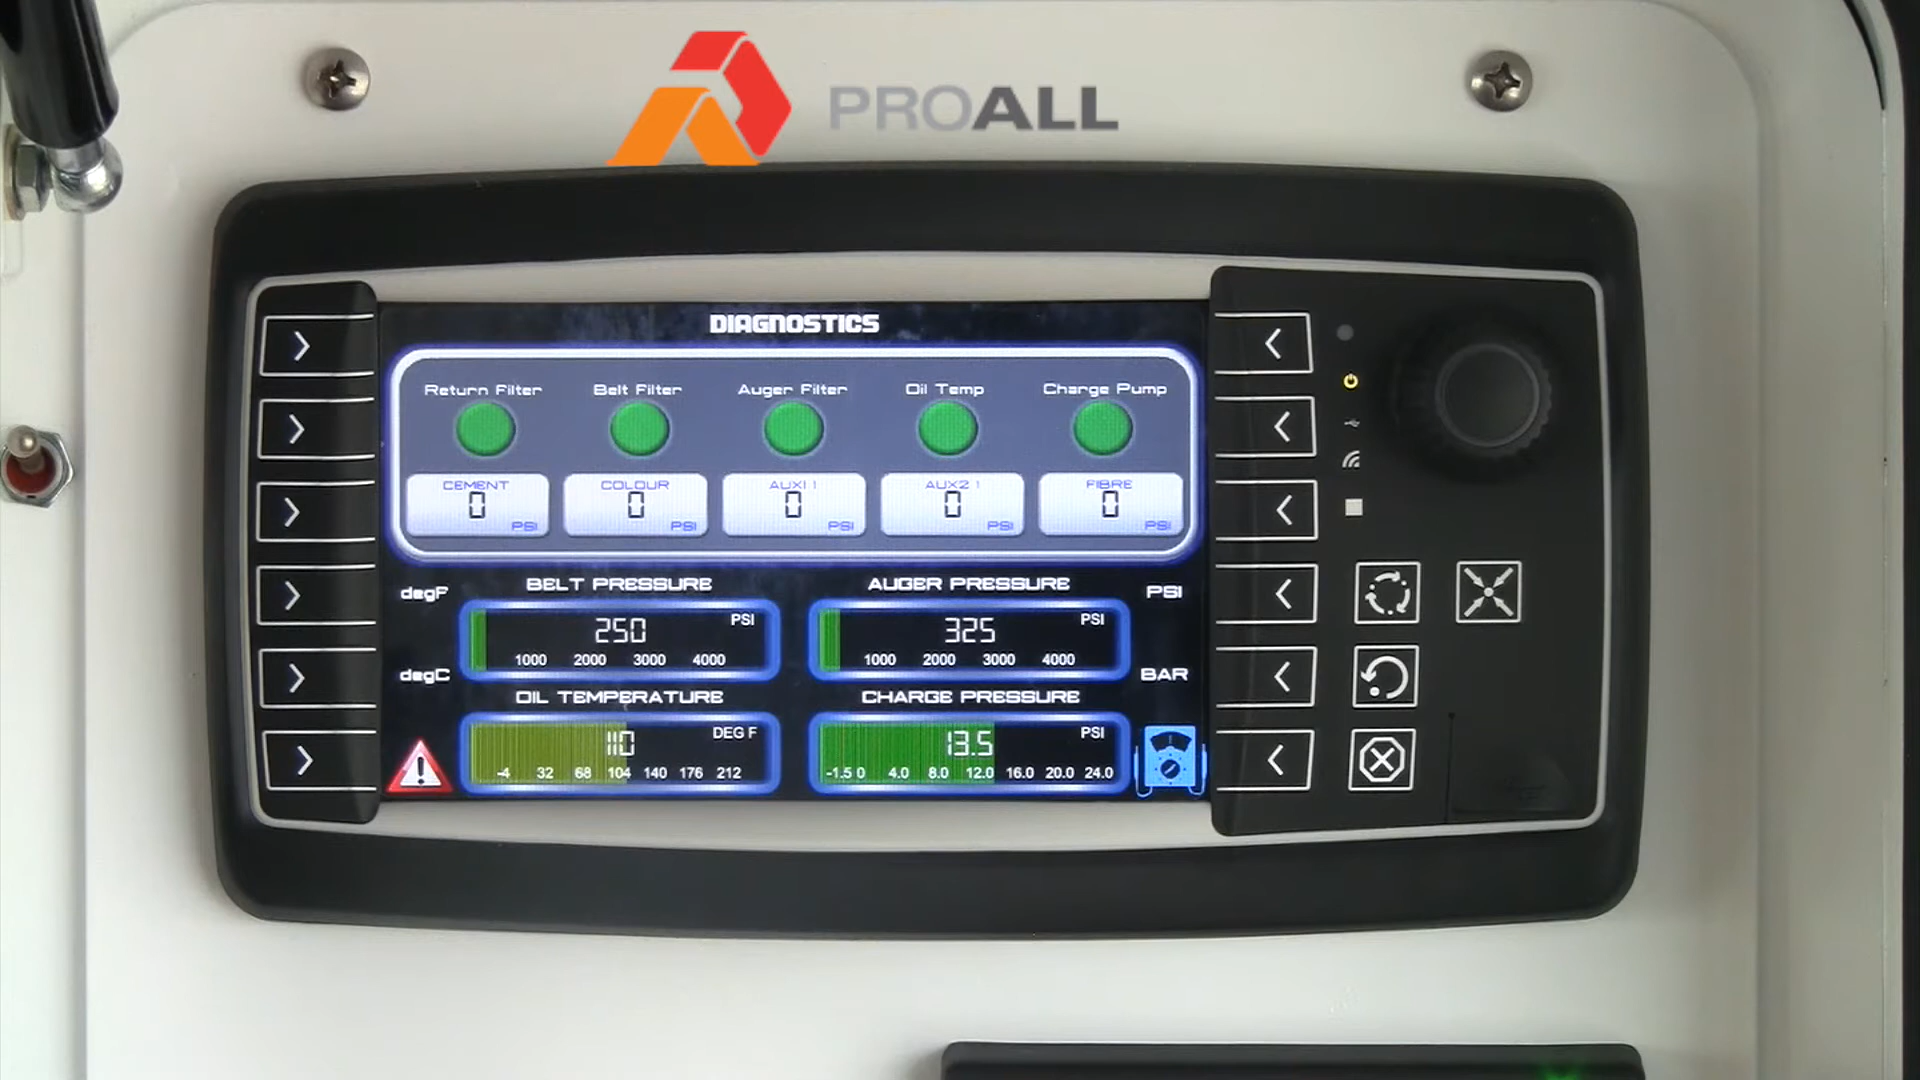 PROALL
DIAGNOSTICS
Return Filter Belt Filter Auger Filter Oil Temp Charge Pump
CEMENT COLOUR AUX1 1 AUX2 1 FIBRE
0 0 0 0 0
PSI PSI PSI PSI PSI
degF BELT PRESSURE AUGER PRESSURE PSI
250 PSI 325 PSI
1000 2000 3000 4000 1000 2000 3000 4000
degC BAR
OIL TEMPERATURE CHARGE PRESSURE
110 DEG F 13.5 PSI
-4 32 68 104 140 176 212 -1.5 0 4.0 8.0 12.0 16.0 20.0 24.0